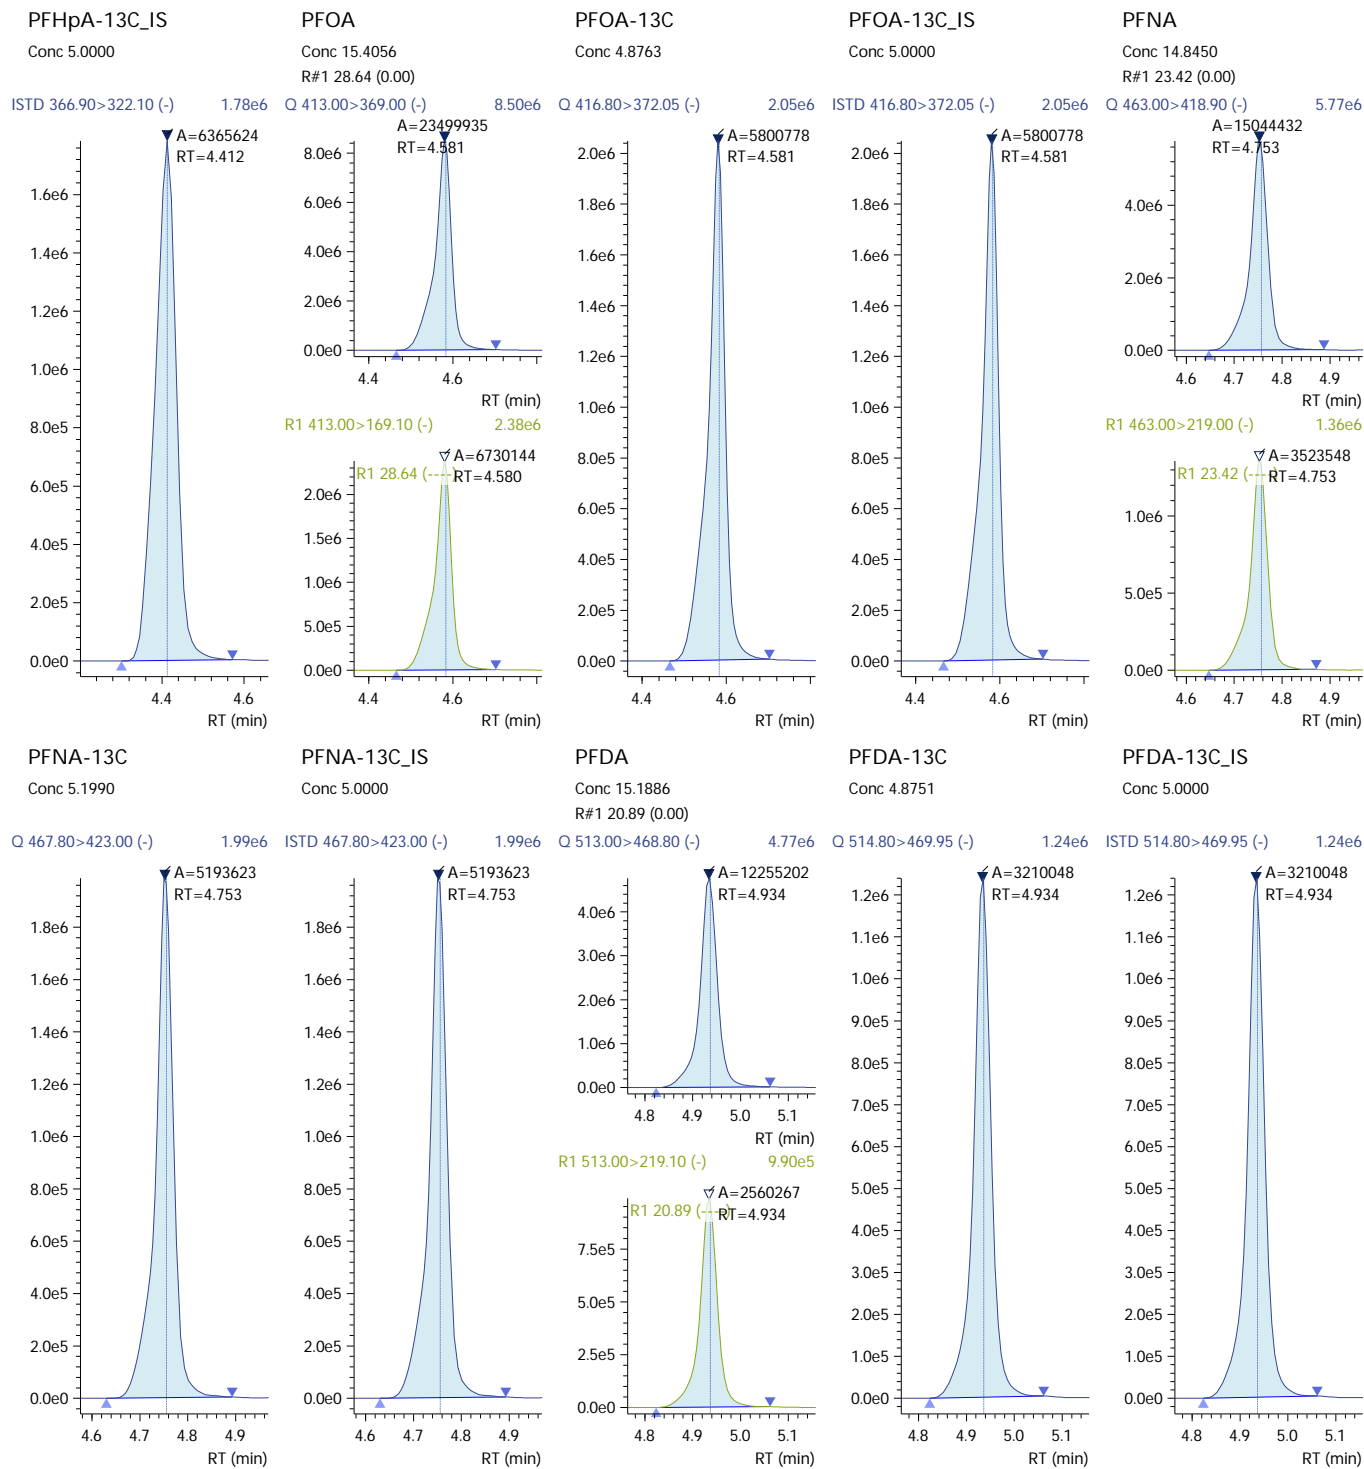 PFHpA-13C_IS
Conc 5.0000
ISTD 366.90>322.10 (-) 1.78e6
A=6365624
RT=4.412
1.6e6
1.4e6
1.2e6
1.0e6
8.0e5
6.0e5
4.0e5
2.0e5
0.0e0
4.4 4.6
RT (min)
PFOA
Conc 15.4056
R#1 28.64 (0.00)
Q 413.00>369.00 (-) 8.50e6
A=23499935
RT=4.581
8.0e6
6.0e6
4.0e6
2.0e6
0.0e0
4.4 4.6
RT (min)
R1 413.00>169.10 (-) 2.38e6
A=6730144
R1 28.64 (----)
RT=4.580
2.0e6
1.5e6
1.0e6
5.0e5
0.0e0
4.4 4.6
RT (min)
PFOA-13C
Conc 4.8763
Q 416.80>372.05 (-) 2.05e6
A=5800778
RT=4.581
2.0e6
1.8e6
1.6e6
1.4e6
1.2e6
1.0e6
8.0e5
6.0e5
4.0e5
2.0e5
0.0e0
4.4 4.6
RT (min)
PFOA-13C_IS
Conc 5.0000
ISTD 416.80>372.05 (-) 2.05e6
A=5800778
RT=4.581
2.0e6
1.8e6
1.6e6
1.4e6
1.2e6
1.0e6
8.0e5
6.0e5
4.0e5
2.0e5
0.0e0
4.4 4.6
RT (min)
PFNA
Conc 14.8450
R#1 23.42 (0.00)
Q 463.00>418.90 (-) 5.77e6
A=15044432
RT=4.753
4.0e6
2.0e6
0.0e0
4.6 4.7 4.8 4.9
RT (min)
R1 463.00>219.00 (-) 1.36e6
A=3523548
R1 23.42 (----)
RT=4.753
1.0e6
5.0e5
0.0e0
4.6 4.7 4.8 4.9
RT (min)
PFNA-13C
Conc 5.1990
Q 467.80>423.00 (-) 1.99e6
A=5193623
RT=4.753
1.8e6
1.6e6
1.4e6
1.2e6
1.0e6
8.0e5
6.0e5
4.0e5
2.0e5
0.0e0
4.6 4.7 4.8 4.9
RT (min)
PFNA-13C_IS
Conc 5.0000
ISTD 467.80>423.00 (-) 1.99e6
A=5193623
RT=4.753
1.8e6
1.6e6
1.4e6
1.2e6
1.0e6
8.0e5
6.0e5
4.0e5
2.0e5
0.0e0
4.6 4.7 4.8 4.9
RT (min)
PFDA
Conc 15.1886
R#1 20.89 (0.00)
Q 513.00>468.80 (-) 4.77e6
A=12255202
RT=4.934
4.0e6
3.0e6
2.0e6
1.0e6
0.0e0
4.8 4.9 5.0 5.1
RT (min)
R1 513.00>219.10 (-) 9.90e5
A=2560267
R1 20.89 (----)
RT=4.934
7.5e5
5.0e5
2.5e5
0.0e0
4.8 4.9 5.0 5.1
RT (min)
PFDA-13C
Conc 4.8751
Q 514.80>469.95 (-) 1.24e6
A=3210048
RT=4.934
1.2e6
1.1e6
1.0e6
9.0e5
8.0e5
7.0e5
6.0e5
5.0e5
4.0e5
3.0e5
2.0e5
1.0e5
0.0e0
4.8 4.9 5.0 5.1
RT (min)
PFDA-13C_IS
Conc 5.0000
ISTD 514.80>469.95 (-) 1.24e6
A=3210048
RT=4.934
1.2e6
1.1e6
1.0e6
9.0e5
8.0e5
7.0e5
6.0e5
5.0e5
4.0e5
3.0e5
2.0e5
1.0e5
0.0e0
4.8 4.9 5.0 5.1
RT (min)